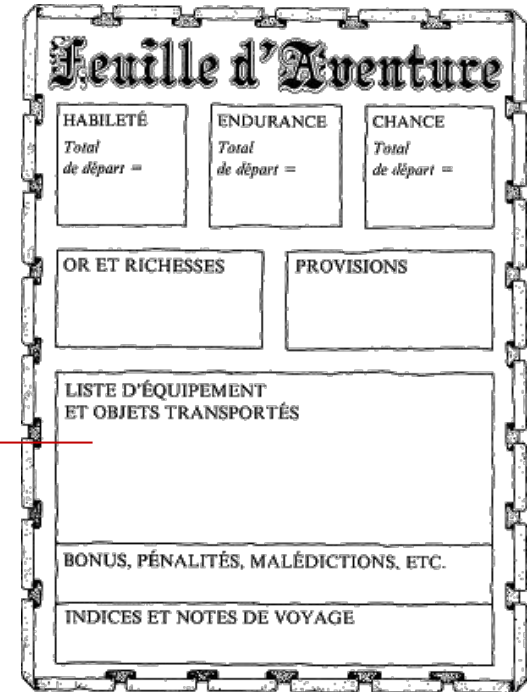 Feuille d'Aventure
HABILETÉ
Total
de départ =
ENDURANCE
Total
de départ =
CHANCE
Total
de départ =
OR ET RICHESSES
PROVISIONS
LISTE D'ÉQUIPEMENT
ET OBJETS TRANSPORTÉS
BONUS, PÉNALITÉS, MALÉDICTIONS, ETC.
INDICES ET NOTES DE VOYAGE